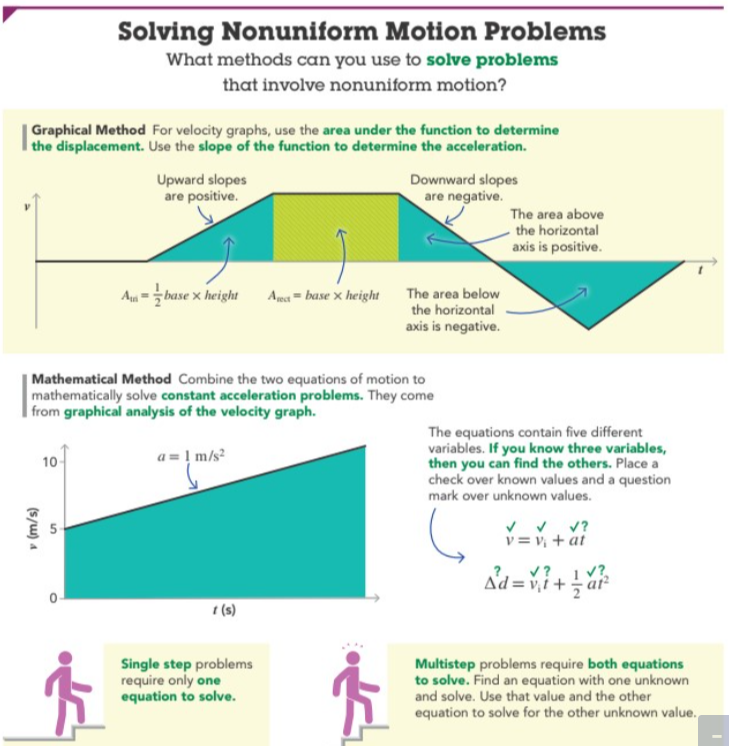 Solving Nonuniform Motion Problems
What methods can you use to solve problems
that involve nonuniform motion?
Graphical Method For velocity graphs, use the area under the function to determine
the displacement. Use the slope of the function to determine the acceleration.
Upward slopes
are positive.
Downward slopes
are negative.
The area above
the horizontal
axis is positive.
v
t
A_tri = 1/2 base × height
A_rect = base × height
The area below
the horizontal
axis is negative.
Mathematical Method Combine the two equations of motion to
mathematically solve constant acceleration problems. They come
from graphical analysis of the velocity graph.
a = 1 m/s²
10
5
0
v (m/s)
t (s)
The equations contain five different
variables. If you know three variables,
then you can find the others. Place a
check over known values and a question
mark over unknown values.
✓ ✓ ✓?
v = vᵢ + at
? ✓? ✓?
Δd = vᵢt + 1/2 at²
Single step problems
require only one
equation to solve.
Multistep problems require both equations
to solve. Find an equation with one unknown
and solve. Use that value and the other
equation to solve for the other unknown value.